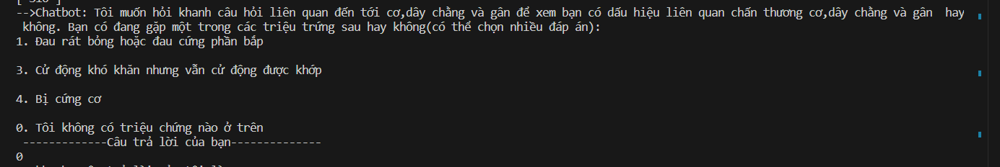 -->Chatbot: Tôi muốn hỏi khanh câu hỏi liên quan đến tới cơ,dây chằng và gân để xem bạn có dấu hiệu liên quan chấn thương cơ,dây chằng và gân  hay
không. Bạn có đang gặp một trong các triệu trứng sau hay không(có thể chọn nhiều đáp án):
1. Đau rát bỏng hoặc đau cứng phần bắp
3. Cử động khó khăn nhưng vẫn cử động được khớp
4. Bị cứng cơ
0. Tôi không có triệu chứng nào ở trên
-------------Câu trả lời của bạn--------------
0